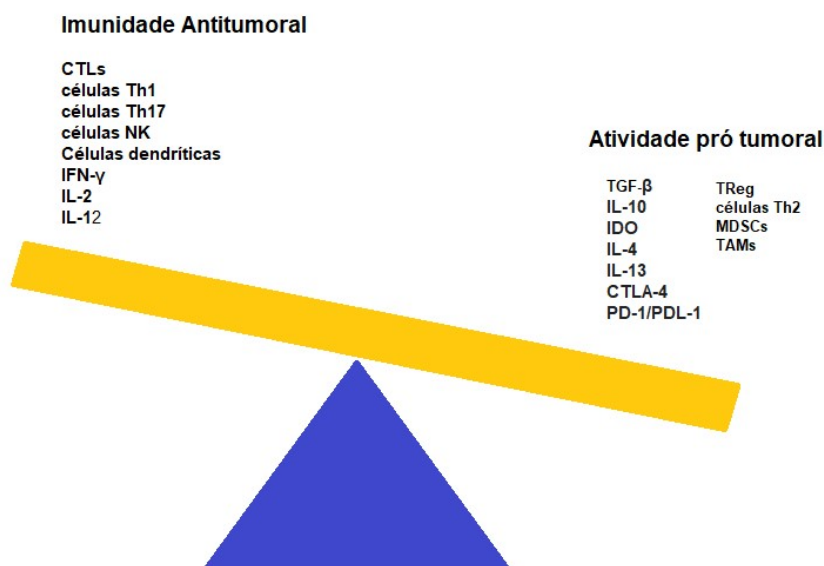 Imunidade Antitumoral
CTLs
células Th1
células Th17
células NK
Células dendríticas
IFN-γ
IL-2
IL-12
Atividade pró tumoral
TGF-β
IL-10
IDO
IL-4
IL-13
CTLA-4
PD-1/PDL-1
TReg
células Th2
MDSCs
TAMs